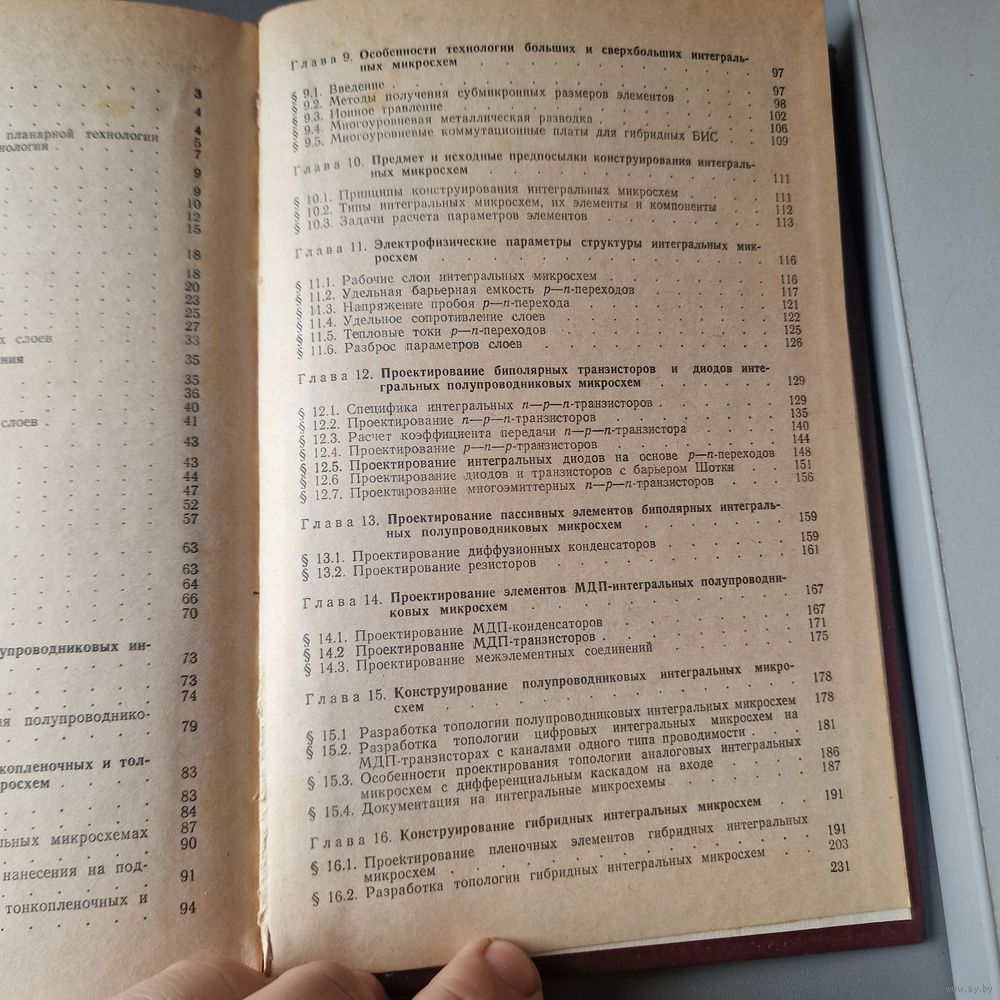 3
4
планарной технологии 4
нологии 5
7
9
9
10
12
15
18
18
20
23
25
27
х слоев 33
ния 35
35
36
40
слоев 41
43
43
44
47
52
57
63
63
64
66
70
упроводниковых ин-
73
73
74
ия полупроводнико-
79
нкопленочных и тол-
росхем 83
83
84
87
льных микросхемах 90
нанесения на под-
91
тонкопленочных и
94
Глава 9. Особенности технологии больших и сверхбольших интеграль-
ных микросхем 97
§ 9.1. Введение 97
§ 9.2. Методы получения субмикронных размеров элементов 98
§ 9.3. Ионное травление 102
§ 9.4. Многоуровневая металлическая разводка 106
§ 9.5. Многоуровневые коммутационные платы для гибридных БИС 109
Глава 10. Предмет и исходные предпосылки конструирования интеграль-
ных микросхем 111
§ 10.1. Принципы конструирования интегральных микросхем 111
§ 10.2. Типы интегральных микросхем, их элементы и компоненты 112
§ 10.3. Задачи расчета параметров элементов 113
Глава 11. Электрофизические параметры структуры интегральных мик-
росхем 116
§ 11.1. Рабочие слои интегральных микросхем 116
§ 11.2. Удельная барьерная емкость p—n-переходов 117
§ 11.3. Напряжение пробоя p—n-перехода 121
§ 11.4. Удельное сопротивление слоев 122
§ 11.5. Тепловые токи p—n-переходов 125
§ 11.6. Разброс параметров слоев 126
Глава 12. Проектирование биполярных транзисторов и диодов инте-
гральных полупроводниковых микросхем 129
§ 12.1. Специфика интегральных n—p—n-транзисторов 129
§ 12.2. Проектирование n—p—n-транзисторов 135
§ 12.3. Расчет коэффициента передачи n—p—n-транзистора 140
§ 12.4. Проектирование p—n—p-транзисторов 144
§ 12.5. Проектирование интегральных диодов на основе p—n-переходов 148
§ 12.6 Проектирование диодов и транзисторов с барьером Шотки 151
§ 12.7. Проектирование многоэмиттерных n—p—n-транзисторов 156
Глава 13. Проектирование пассивных элементов биполярных интеграль-
ных полупроводниковых микросхем 159
§ 13.1. Проектирование диффузионных конденсаторов 159
§ 13.2. Проектирование резисторов 161
Глава 14. Проектирование элементов МДП-интегральных полупроводни-
ковых микросхем 167
§ 14.1. Проектирование МДП-конденсаторов 167
§ 14.2 Проектирование МДП-транзисторов 171
§ 14.3. Проектирование межэлементных соединений 175
Глава 15. Конструирование полупроводниковых интегральных микро-
схем 178
§ 15.1 Разработка топологии полупроводниковых интегральных микросхем 178
§ 15.2. Разработка топологии цифровых интегральных микросхем на
МДП-транзисторах с каналами одного типа проводимости 181
§ 15.3. Особенности проектирования топологии аналоговых интегральных
микросхем с дифференциальным каскадом на входе 186
§ 15.4. Документация на интегральные микросхемы 187
Глава 16. Конструирование гибридных интегральных микросхем 191
§ 16.1. Проектирование пленочных элементов гибридных интегральных
микросхем 191
§ 16.2. Разработка топологии гибридных интегральных микросхем 203
231
www.ay.by